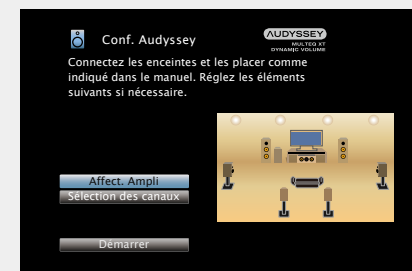 Conf. Audyssey
AUDYSSEY
MULTEQ XT
DYNAMIC VOLUME
Connectez les enceintes et les placer comme
indiqué dans le manuel. Réglez les éléments
suivants si nécessaire.
Affect. Ampli
Sélection des canaux
Démarrer